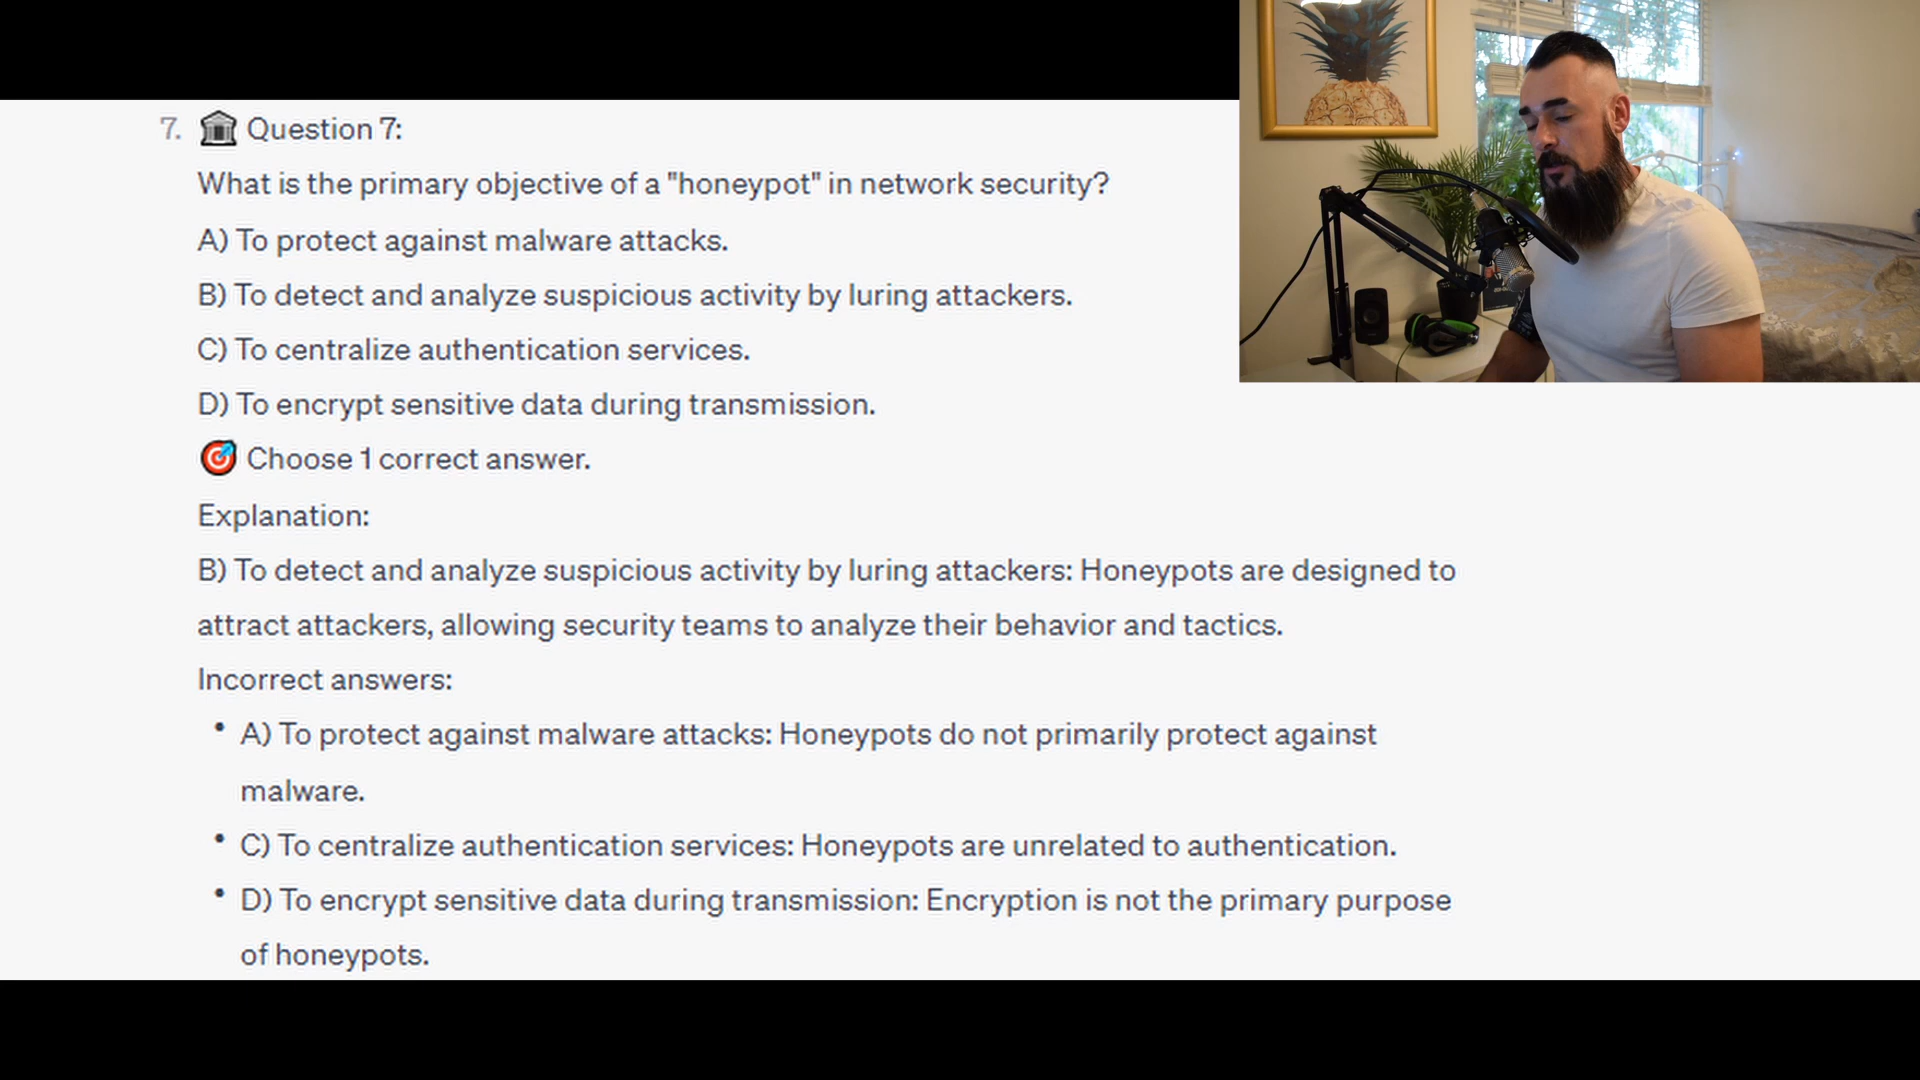 7. 🏛 Question 7:
What is the primary objective of a "honeypot" in network security?
A) To protect against malware attacks.
B) To detect and analyze suspicious activity by luring attackers.
C) To centralize authentication services.
D) To encrypt sensitive data during transmission.
🎯 Choose 1 correct answer.
Explanation:
B) To detect and analyze suspicious activity by luring attackers: Honeypots are designed to
attract attackers, allowing security teams to analyze their behavior and tactics.
Incorrect answers:
• A) To protect against malware attacks: Honeypots do not primarily protect against
malware.
• C) To centralize authentication services: Honeypots are unrelated to authentication.
• D) To encrypt sensitive data during transmission: Encryption is not the primary purpose
of honeypots.